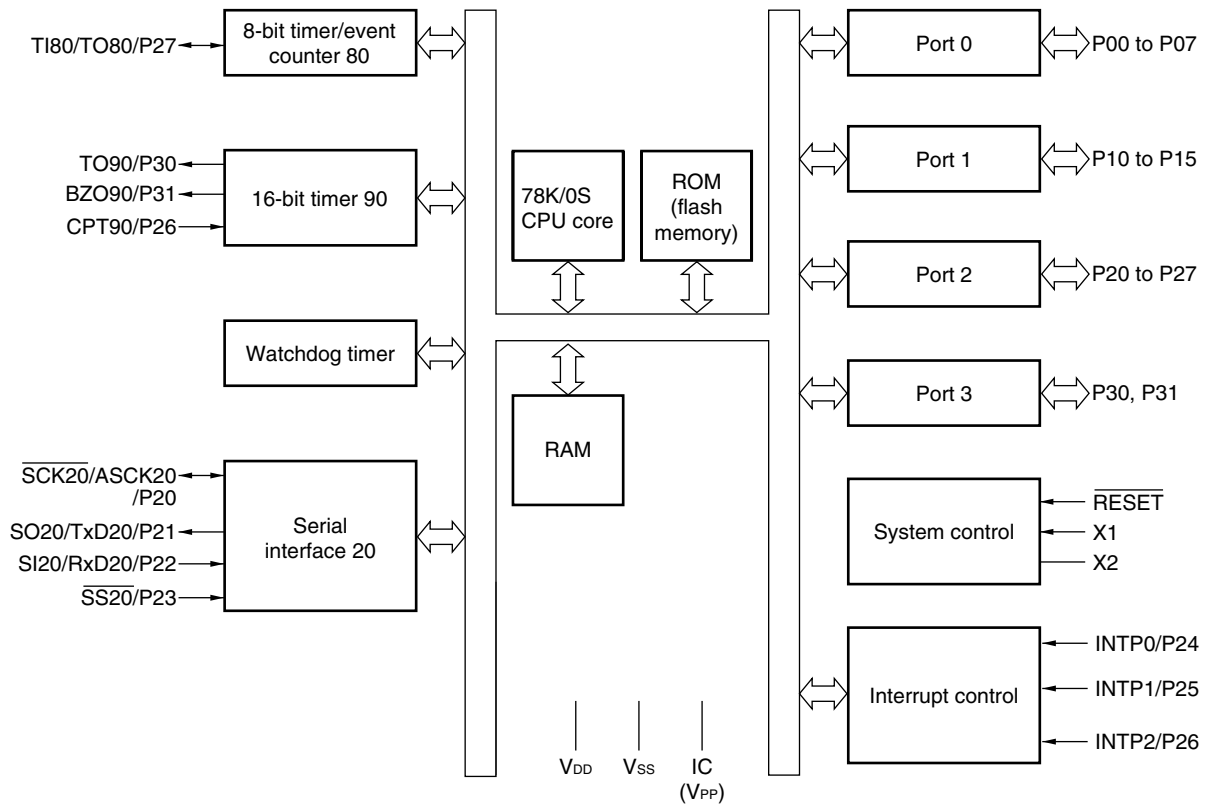 8-bit timer/event
counter 80
TI80/TO80/P27
16-bit timer 90
TO90/P30
BZO90/P31
CPT90/P26
Watchdog timer
Serial
interface 20
SCK20/ASCK20
/P20
SO20/TxD20/P21
SI20/RxD20/P22
SS20/P23
78K/0S
CPU core
ROM
(flash
memory)
RAM
VDD
VSS
IC
(VPP)
Port 0
P00 to P07
Port 1
P10 to P15
Port 2
P20 to P27
Port 3
P30, P31
System control
RESET
X1
X2
Interrupt control
INTP0/P24
INTP1/P25
INTP2/P26